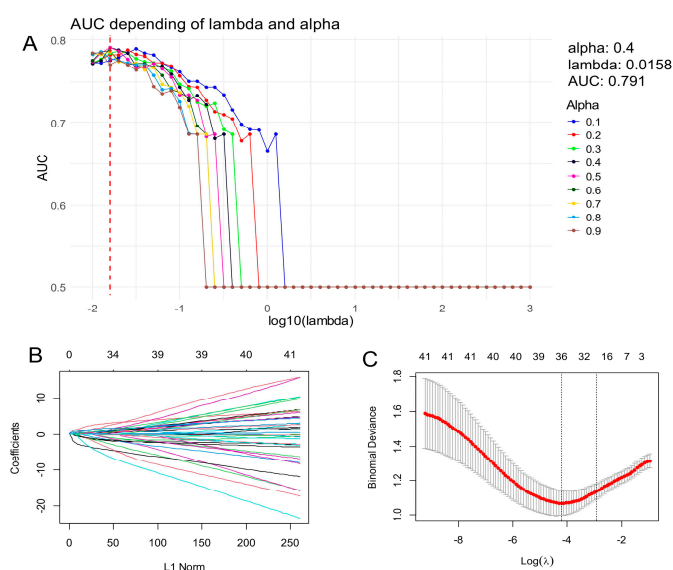 AUC depending of lambda and alpha
A
0.8
0.7
0.6
0.5
AUC
-2
-1
0
1
2
3
log10(lambda)
alpha: 0.4
lambda: 0.0158
AUC: 0.791
Alpha
0.1
0.2
0.3
0.4
0.5
0.6
0.7
0.8
0.9
B
0 34 39 39 40 41
10
0
-10
-20
Coefficients
0 50 100 150 200 250
L1 Norm
C
41 41 41 40 40 39 36 32 16 7 3
1.8
1.6
1.4
1.2
1.0
Binomal Deviance
-8 -6 -4 -2
Log(λ)